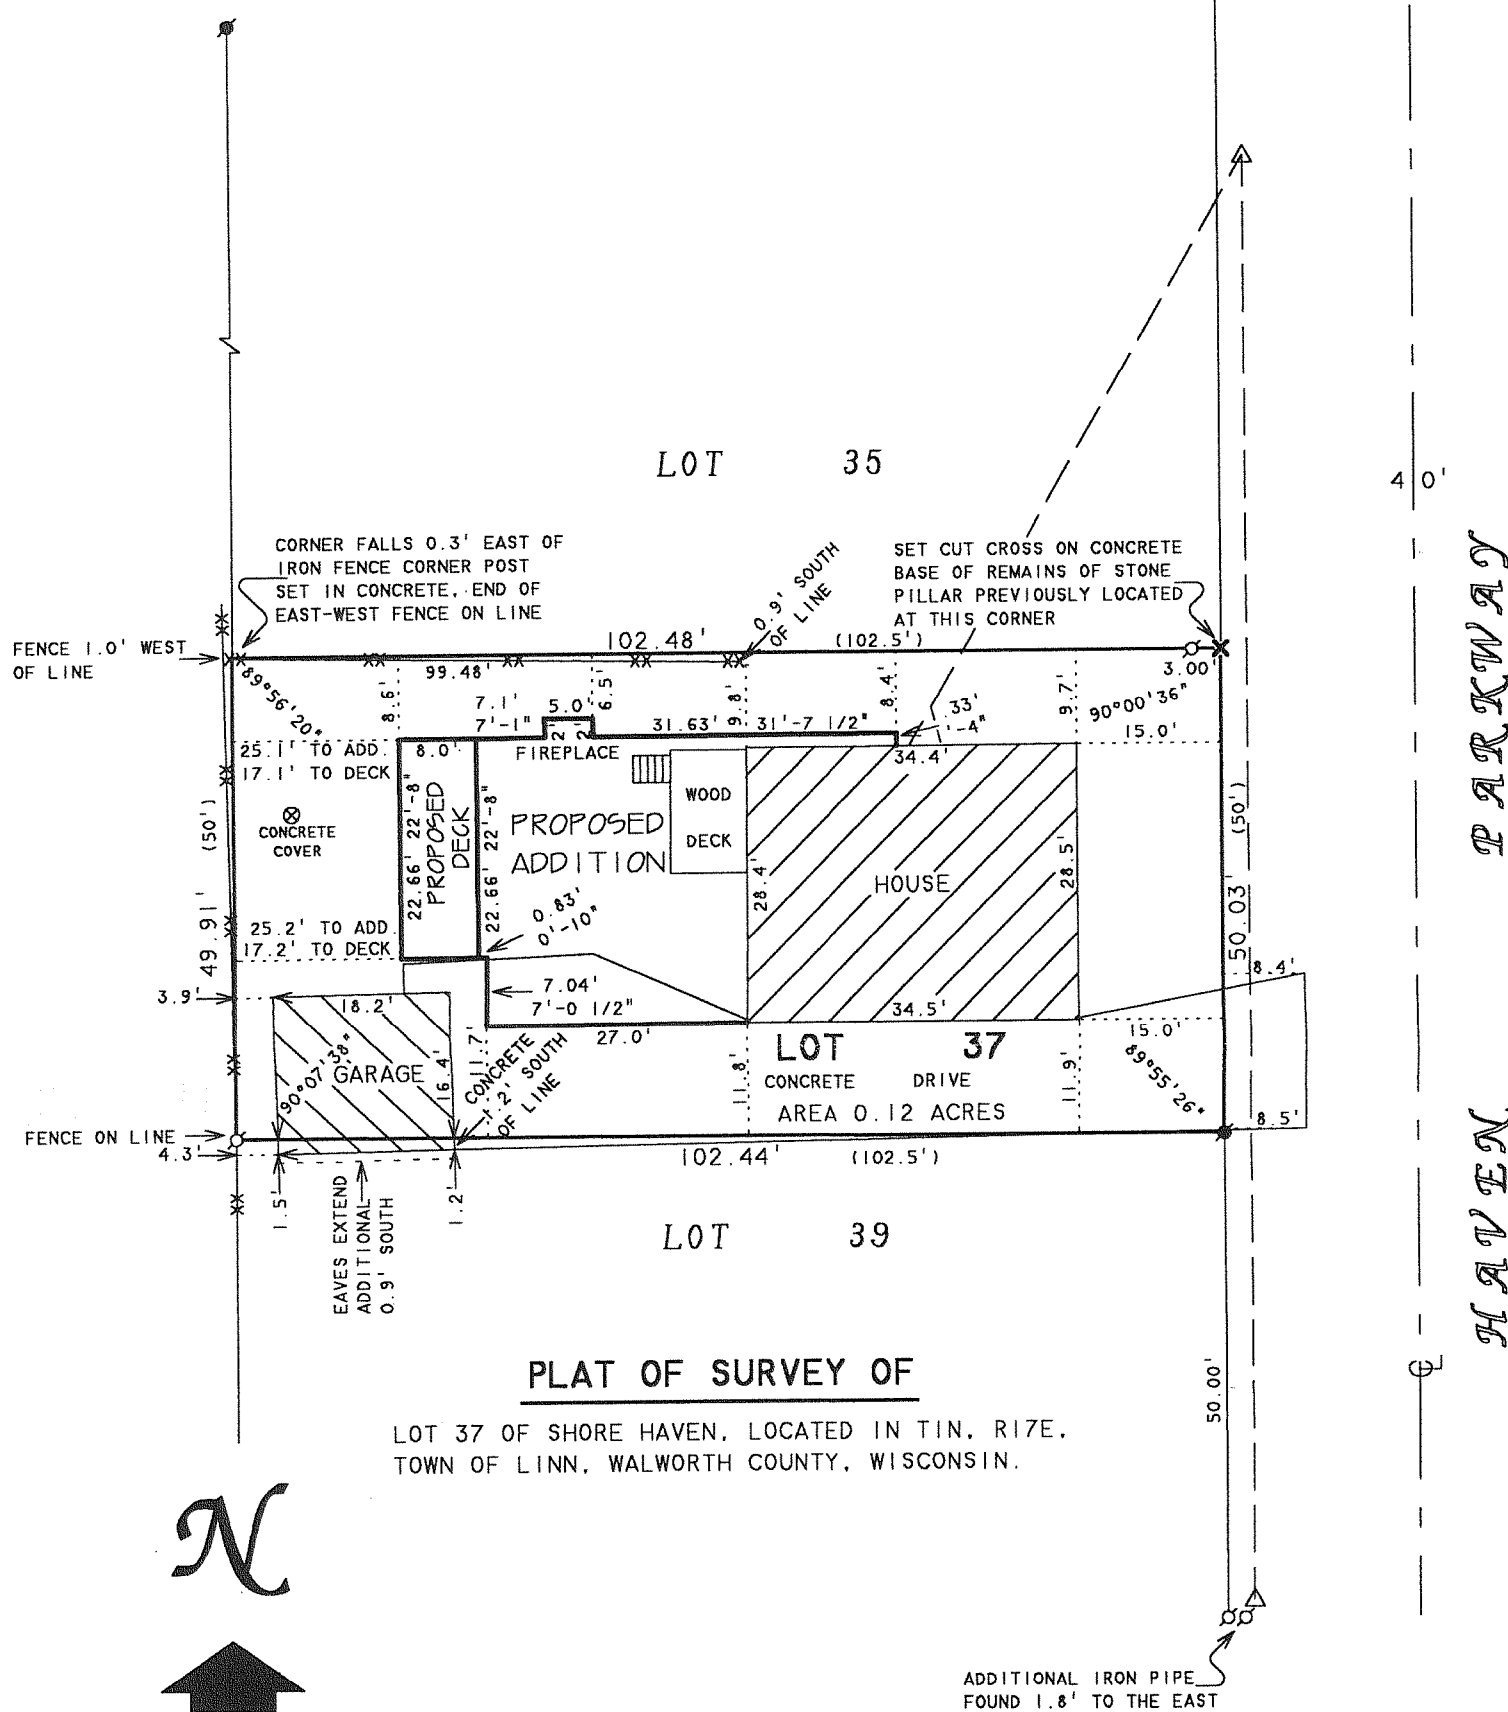 LOT 35
40'
CORNER FALLS 0.3' EAST OF
IRON FENCE CORNER POST
SET IN CONCRETE, END OF
EAST-WEST FENCE ON LINE
0.9' SOUTH
OF LINE
SET CUT CROSS ON CONCRETE
BASE OF REMAINS OF STONE
PILLAR PREVIOUSLY LOCATED
AT THIS CORNER
HAVEN PARKWAY
FENCE 1.0' WEST
OF LINE
102.48' (102.5')
99.48'
3.00'
89°56'20"
8.6'
6.5'
9.8'
8.4'
9.7'
90°00'36"
7.1'
7'-1"
5.0'
2'
2'
31.63' 31'-7 1/2"
.33'
'-4"
15.0'
25.1' TO ADD.
17.1' TO DECK
8.0'
FIREPLACE
34.4'
CONCRETE
COVER
22.66' 22'-8"
PROPOSED
DECK
22.66' 22'-8"
PROPOSED
ADDITION
WOOD
DECK
HOUSE
28.4'
28.5'
(50')
49.91'
(50')
50.03'
0.83'
0'-10"
25.2' TO ADD.
17.2' TO DECK
8.4'
3.9'
18.2'
7.04'
7'-0 1/2"
27.0'
34.5'
15.0'
90°07'38"
GARAGE
16.4'
11.7'
CONCRETE
1.2' SOUTH
OF LINE
11.8'
LOT 37
CONCRETE DRIVE
AREA 0.12 ACRES
11.9'
89°55'26"
FENCE ON LINE
4.3'
8.5'
102.44' (102.5')
1.5'
EAVES EXTEND
ADDITIONAL
0.9' SOUTH
1.2'
LOT 39
℄
PLAT OF SURVEY OF
50.00'
LOT 37 OF SHORE HAVEN, LOCATED IN T1N, R17E,
TOWN OF LINN, WALWORTH COUNTY, WISCONSIN.
N
ADDITIONAL IRON PIPE
FOUND 1.8' TO THE EAST